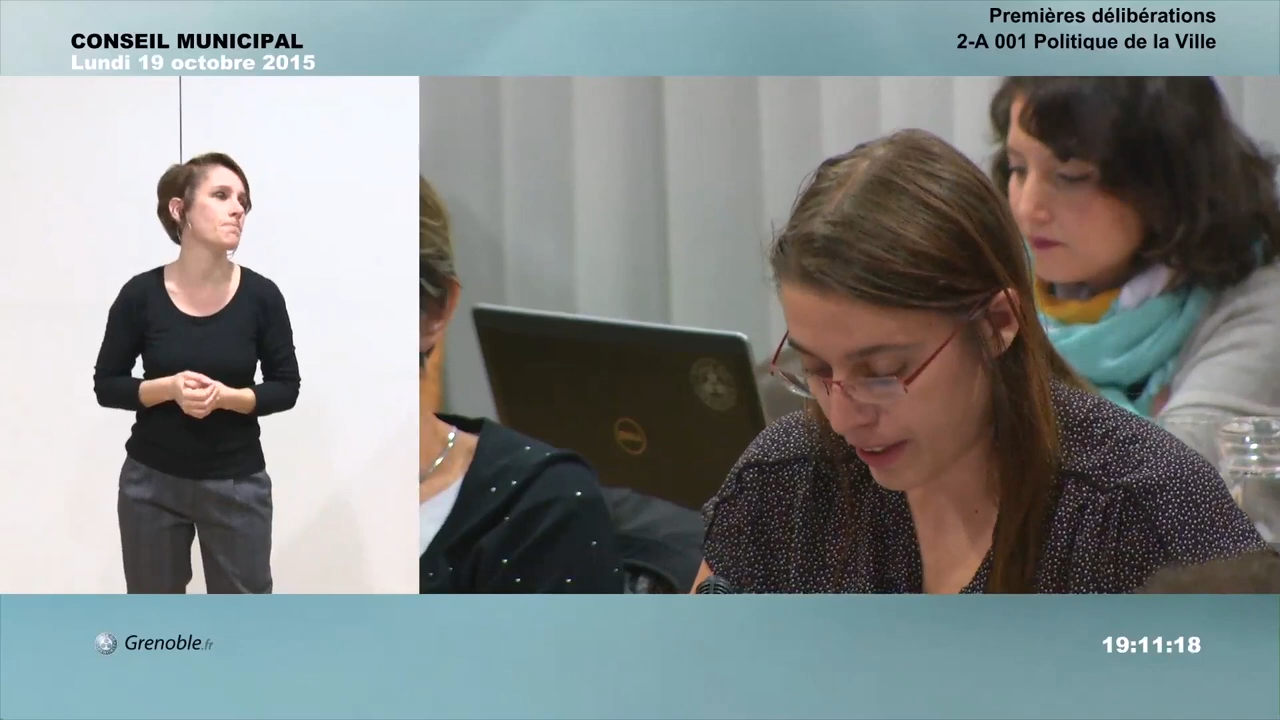 CONSEIL MUNICIPAL
Lundi 19 octobre 2015
Premières délibérations
2-A 001 Politique de la Ville
DELL
Grenoble.fr
19:11:18